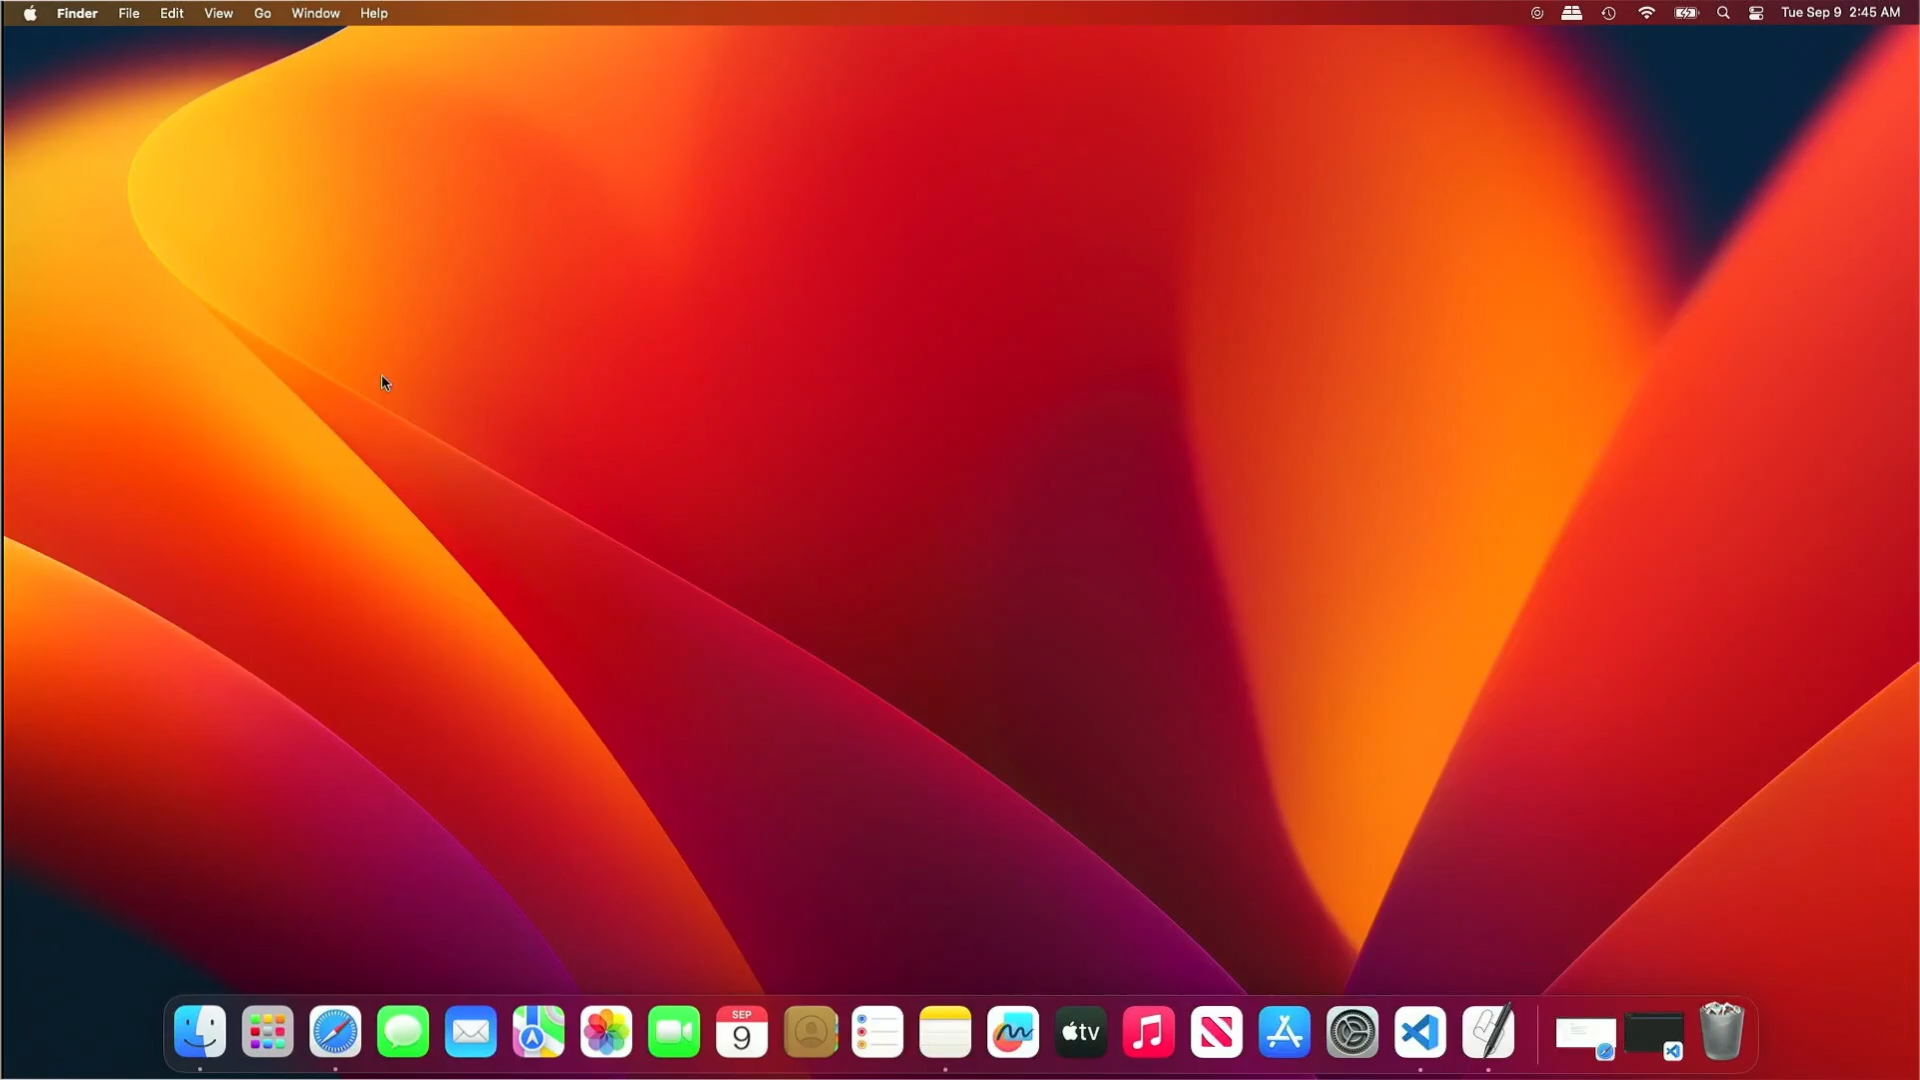 Finder File Edit View Go Window Help
Tue Sep 9 2:45 AM
SEP
9
tv